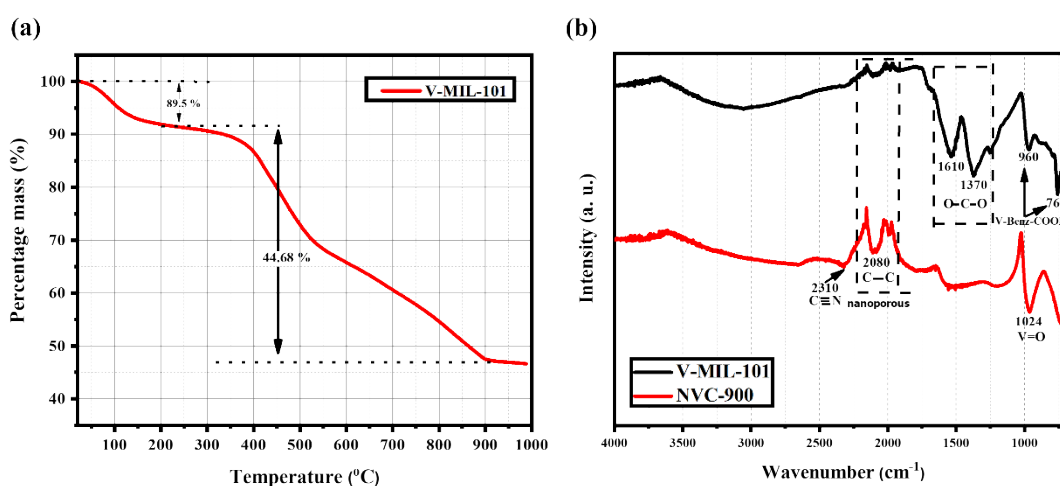 (a)
100
90
80
70
60
50
40
Percentage mass (%)
V-MIL-101
89.5 %
44.68 %
100 200 300 400 500 600 700 800 900 1000
Temperature (⁰C)
(b)
Intensity (a. u.)
1610
1370
O-C-O
960
76
V-Benz-COO
2310
C≡N
2080
C−C
nanoporous
1024
V=O
V-MIL-101
NVC-900
4000 3500 3000 2500 2000 1500 1000
Wavenumber (cm⁻¹)